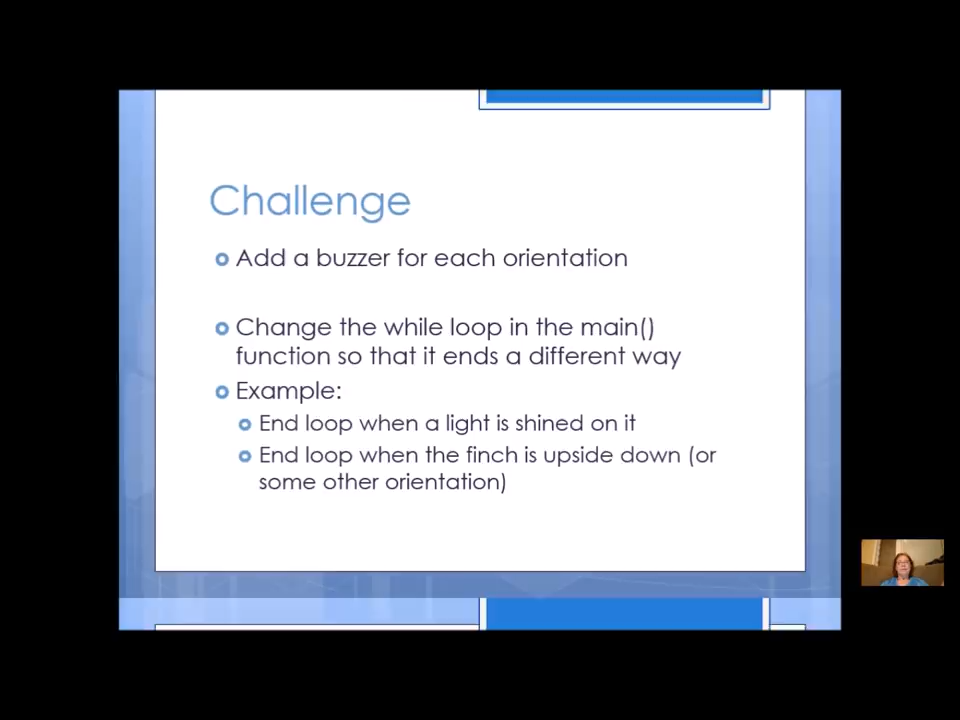 Challenge
Add a buzzer for each orientation
Change the while loop in the main()
function so that it ends a different way
Example:
End loop when a light is shined on it
End loop when the finch is upside down (or
some other orientation)